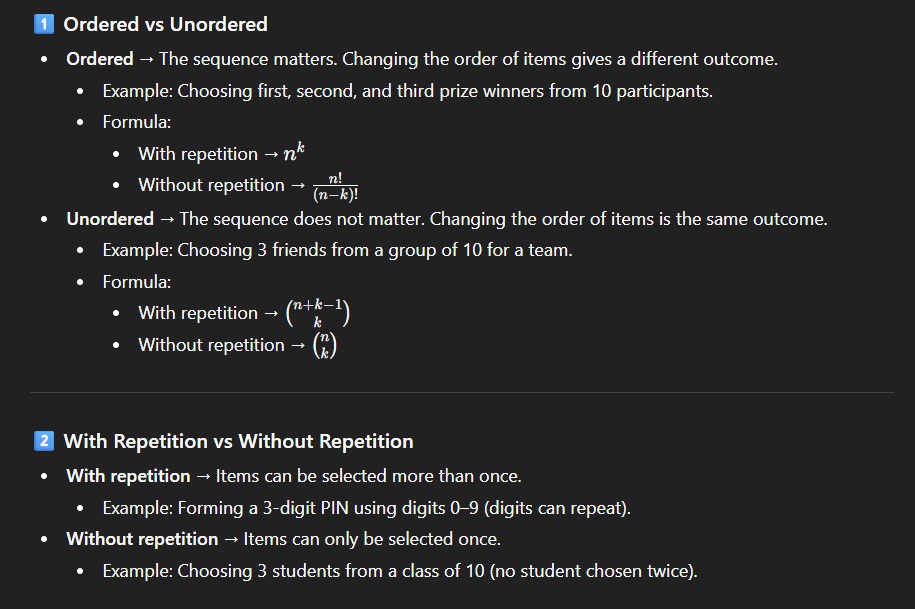 1 Ordered vs Unordered
• Ordered → The sequence matters. Changing the order of items gives a different outcome.
• Example: Choosing first, second, and third prize winners from 10 participants.
• Formula:
• With repetition → n^k
• Without repetition → n!/(n−k)!
• Unordered → The sequence does not matter. Changing the order of items is the same outcome.
• Example: Choosing 3 friends from a group of 10 for a team.
• Formula:
• With repetition → (n+k−1 k)
• Without repetition → (n k)
2 With Repetition vs Without Repetition
• With repetition → Items can be selected more than once.
• Example: Forming a 3-digit PIN using digits 0–9 (digits can repeat).
• Without repetition → Items can only be selected once.
• Example: Choosing 3 students from a class of 10 (no student chosen twice).